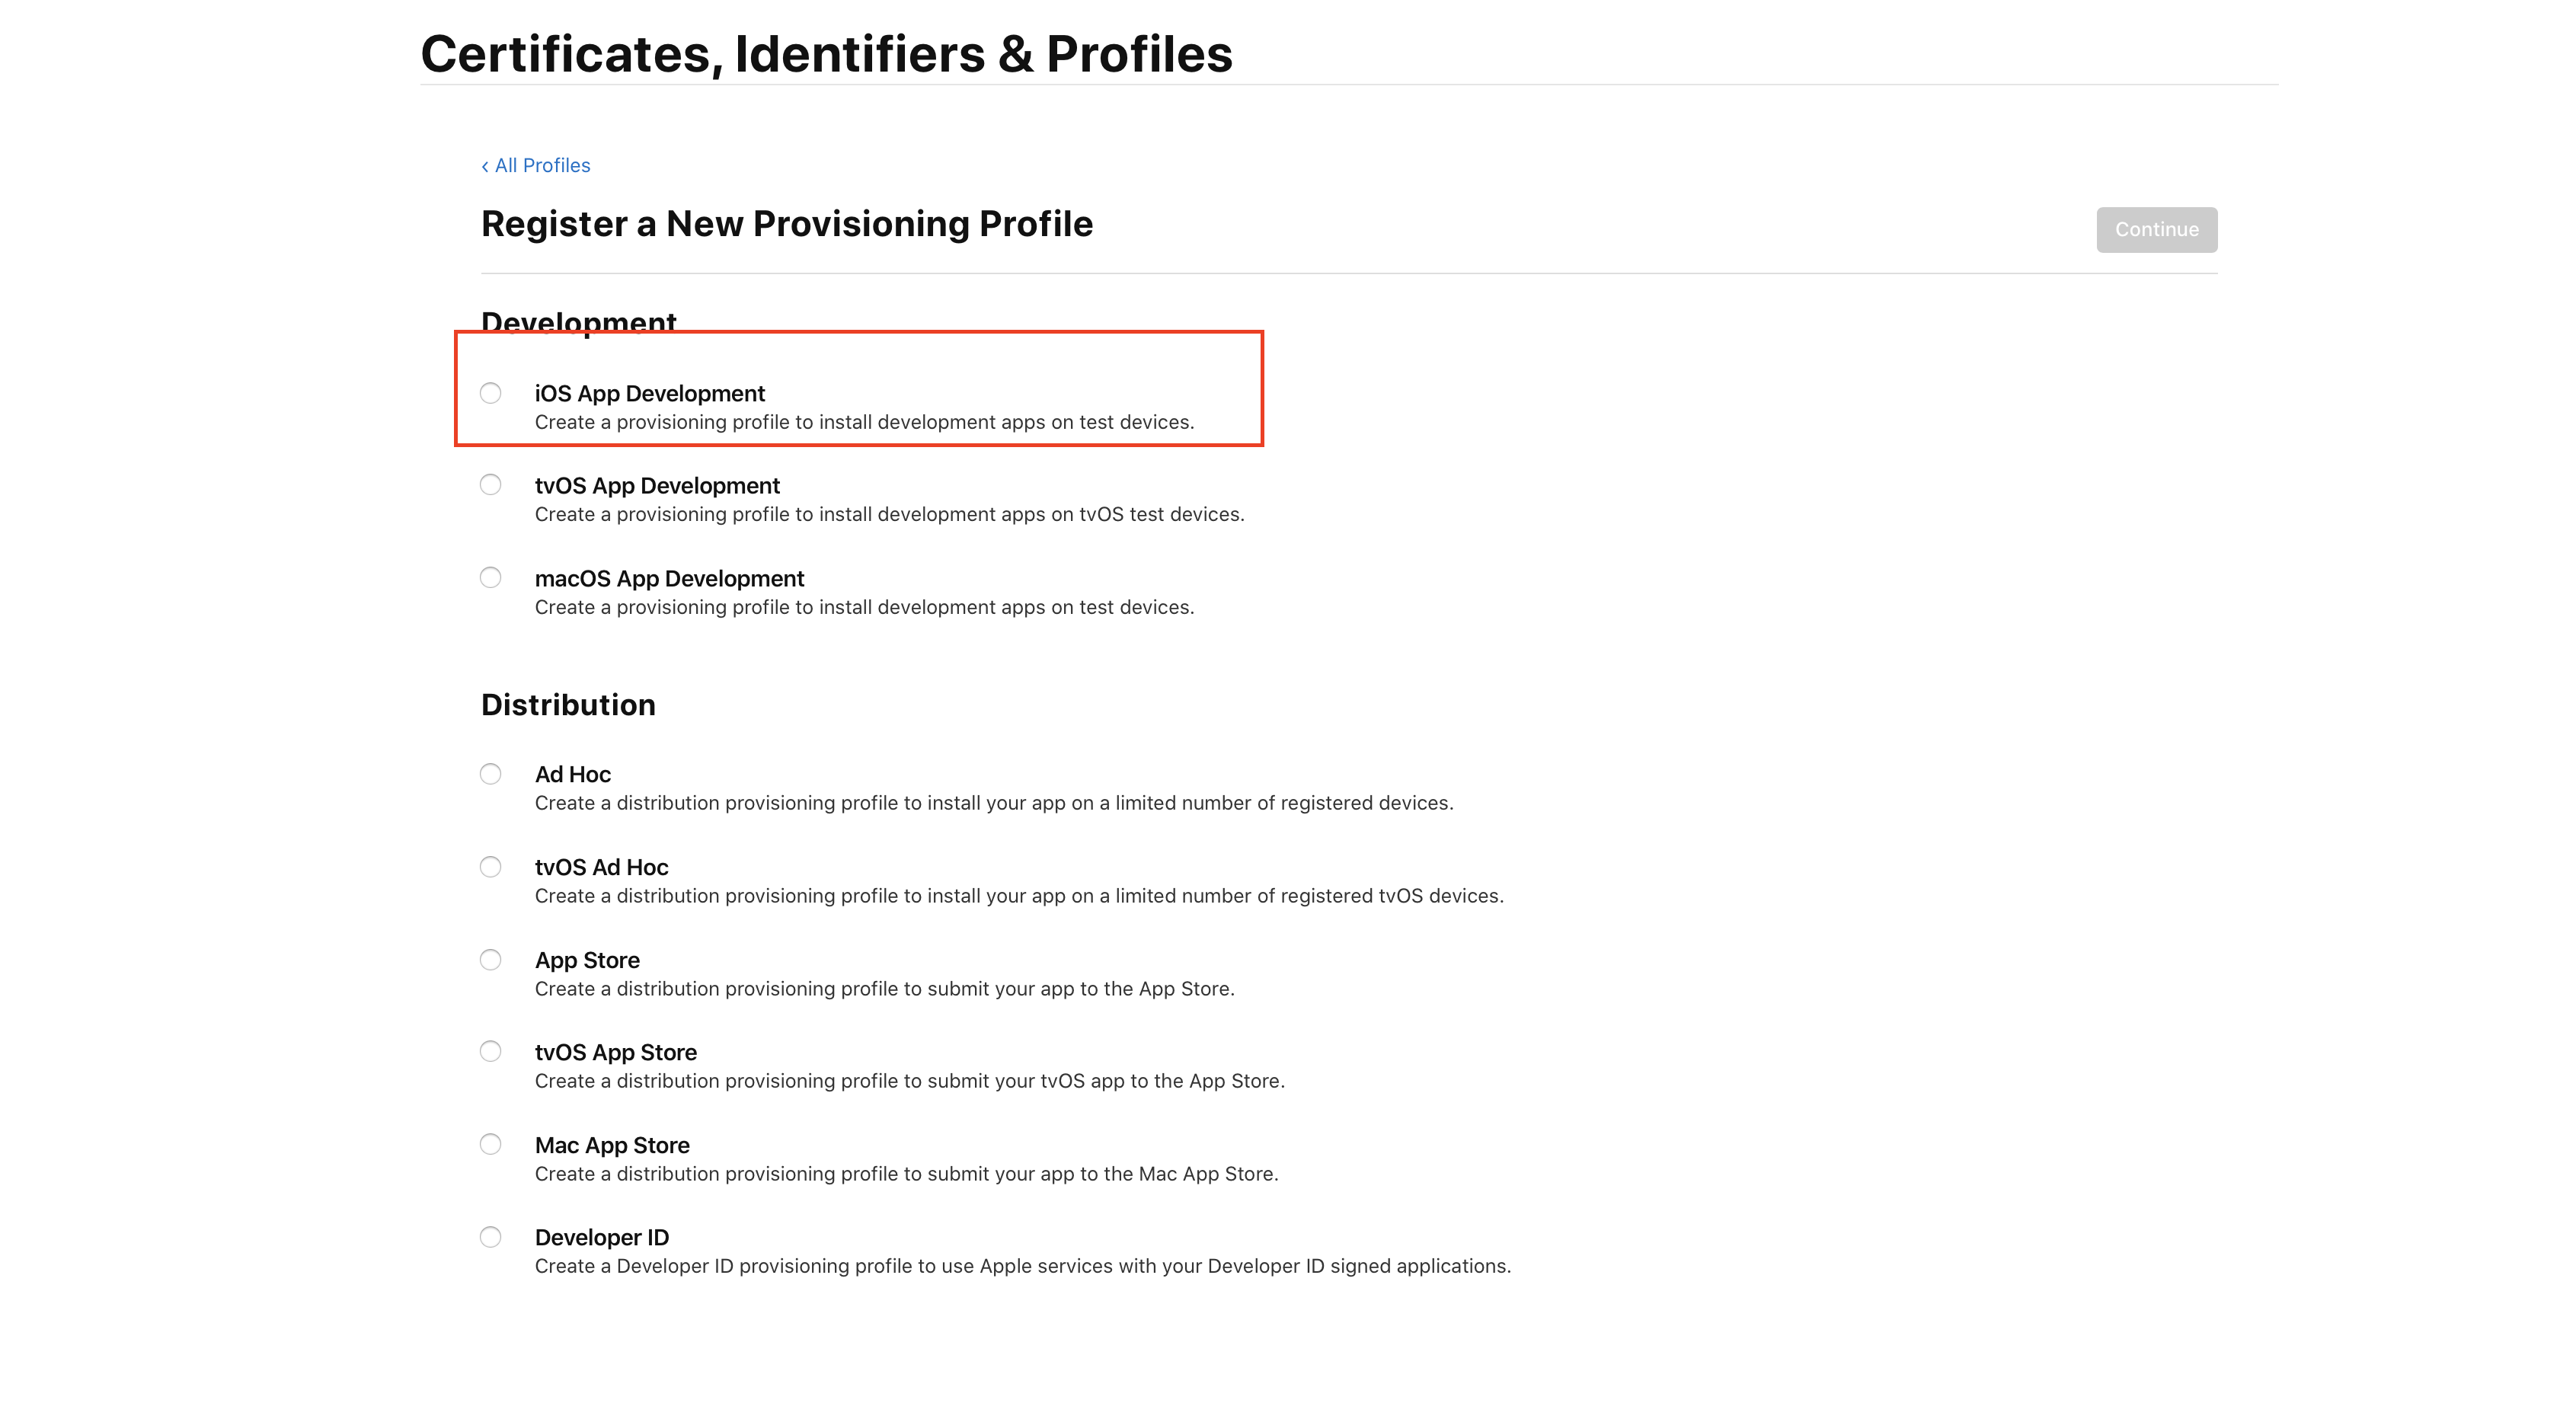 Certificates, Identifiers & Profiles
‹ All Profiles
Register a New Provisioning Profile
Continue
Development
iOS App Development
Create a provisioning profile to install development apps on test devices.
tvOS App Development
Create a provisioning profile to install development apps on tvOS test devices.
macOS App Development
Create a provisioning profile to install development apps on test devices.
Distribution
Ad Hoc
Create a distribution provisioning profile to install your app on a limited number of registered devices.
tvOS Ad Hoc
Create a distribution provisioning profile to install your app on a limited number of registered tvOS devices.
App Store
Create a distribution provisioning profile to submit your app to the App Store.
tvOS App Store
Create a distribution provisioning profile to submit your tvOS app to the App Store.
Mac App Store
Create a distribution provisioning profile to submit your app to the Mac App Store.
Developer ID
Create a Developer ID provisioning profile to use Apple services with your Developer ID signed applications.